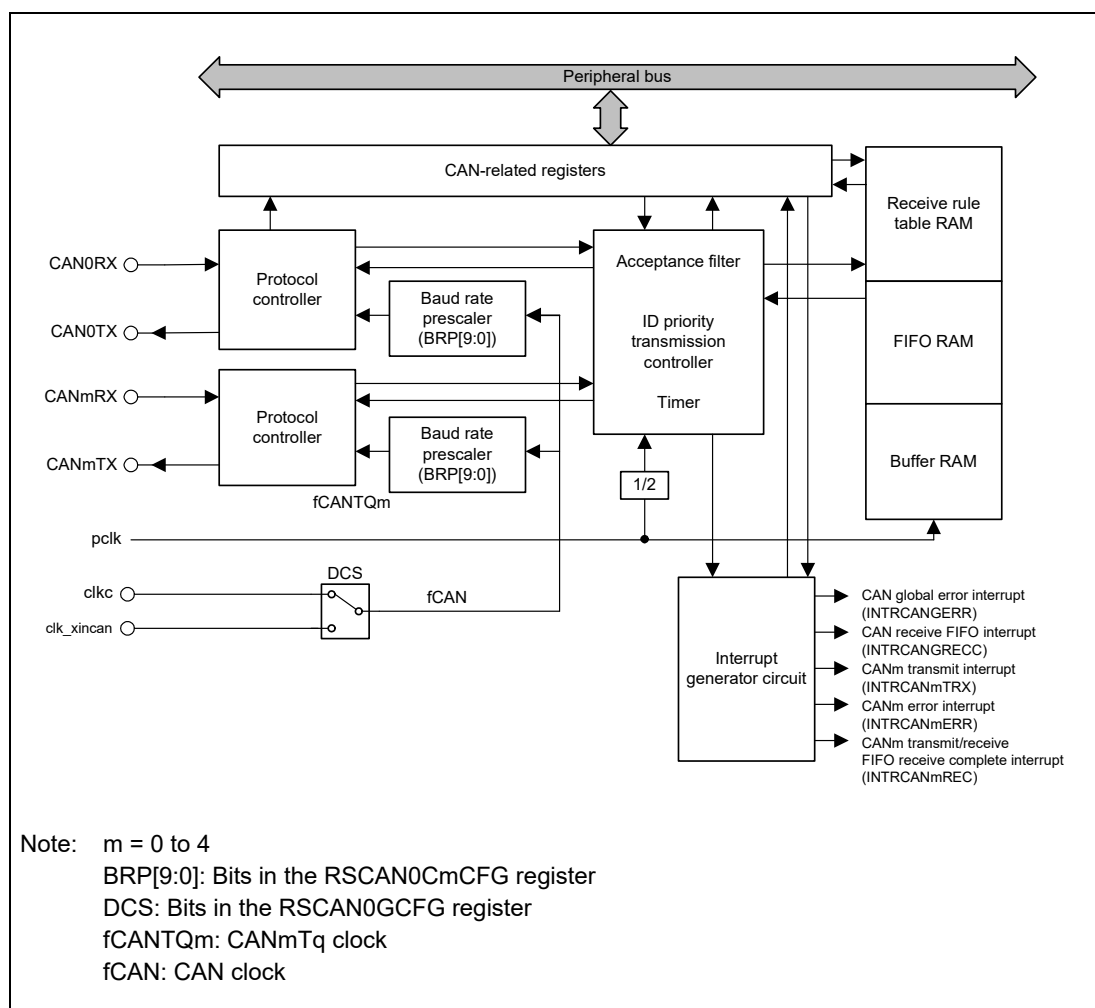 Peripheral bus
CAN-related registers
Receive rule
table RAM
FIFO RAM
Buffer RAM
CAN0RX
CAN0TX
Protocol
controller
Baud rate
prescaler
(BRP[9:0])
Acceptance filter
ID priority
transmission
controller
Timer
CANmRX
CANmTX
Protocol
controller
Baud rate
prescaler
(BRP[9:0])
fCANTQm
1/2
pclk
DCS
clkc
clk_xincan
fCAN
Interrupt
generator circuit
CAN global error interrupt
(INTRCANGERR)
CAN receive FIFO interrupt
(INTRCANGRECC)
CANm transmit interrupt
(INTRCANmTRX)
CANm error interrupt
(INTRCANmERR)
CANm transmit/receive
FIFO receive complete interrupt
(INTRCANmREC)
Note: m = 0 to 4
BRP[9:0]: Bits in the RSCAN0CmCFG register
DCS: Bits in the RSCAN0GCFG register
fCANTQm: CANmTq clock
fCAN: CAN clock